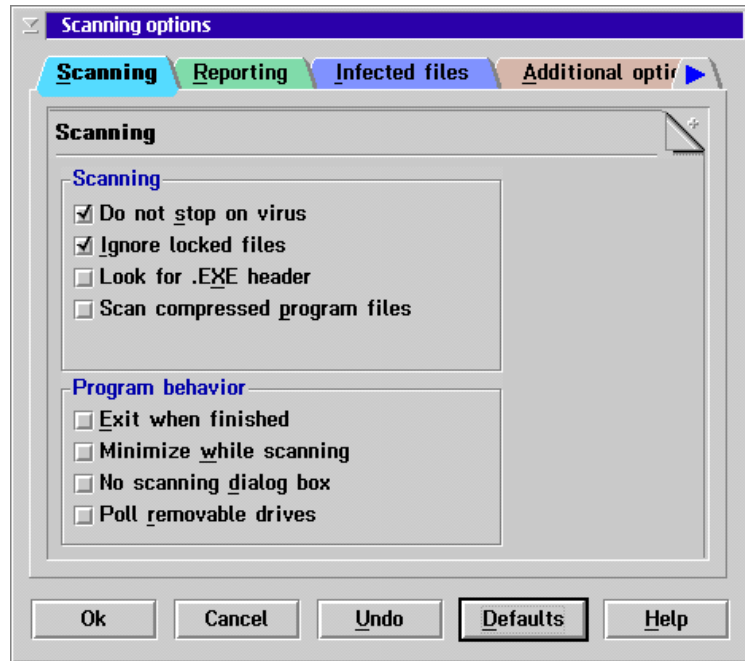 Scanning options
Scanning Reporting Infected files Additional
Scanning
Scanning
Do not stop on virus
Ignore locked files
Look for .EXE header
Scan compressed program files
Program behavior
Exit when finished
Minimize while scanning
No scanning dialog box
Poll removable drives
Ok Cancel Undo Defaults Help